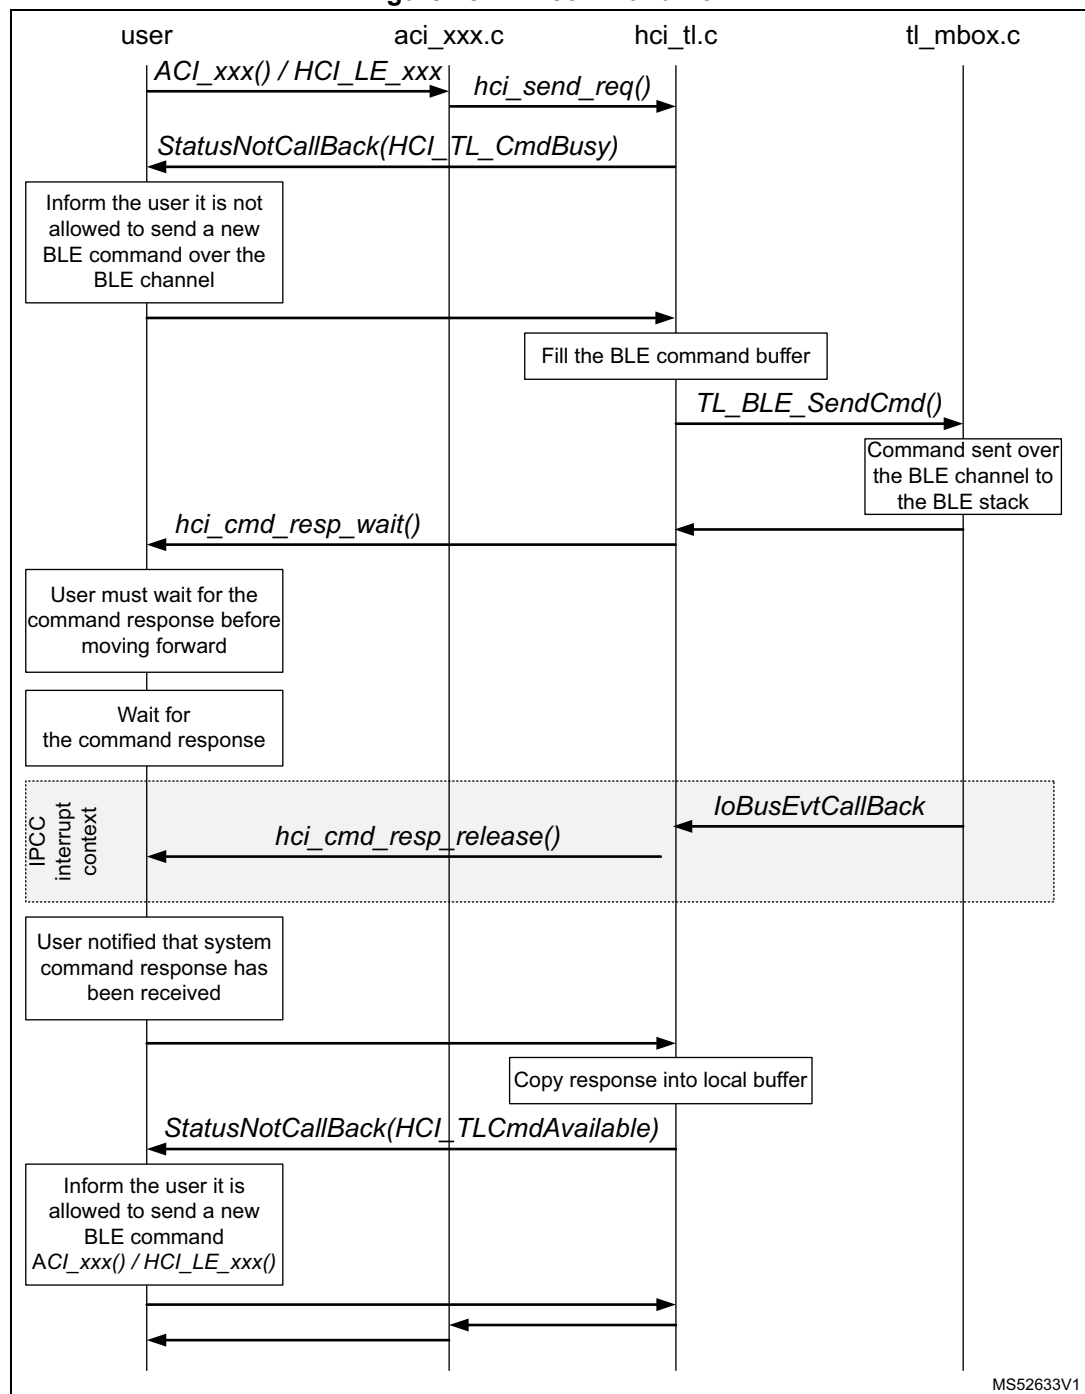 user aci_xxx.c hci_tl.c tl_mbox.c
ACI_xxx() / HCI_LE_xxx
hci_send_req()
StatusNotCallBack(HCI_TL_CmdBusy)
Inform the user it is not
allowed to send a new
BLE command over the
BLE channel
Fill the BLE command buffer
TL_BLE_SendCmd()
Command sent over
the BLE channel to
the BLE stack
hci_cmd_resp_wait()
User must wait for the
command response before
moving forward
Wait for
the command response
IPCC
interrupt
context
IoBusEvtCallBack
hci_cmd_resp_release()
User notified that system
command response has
been received
Copy response into local buffer
StatusNotCallBack(HCI_TLCmdAvailable)
Inform the user it is
allowed to send a new
BLE command
ACI_xxx() / HCI_LE_xxx()
MS52633V1